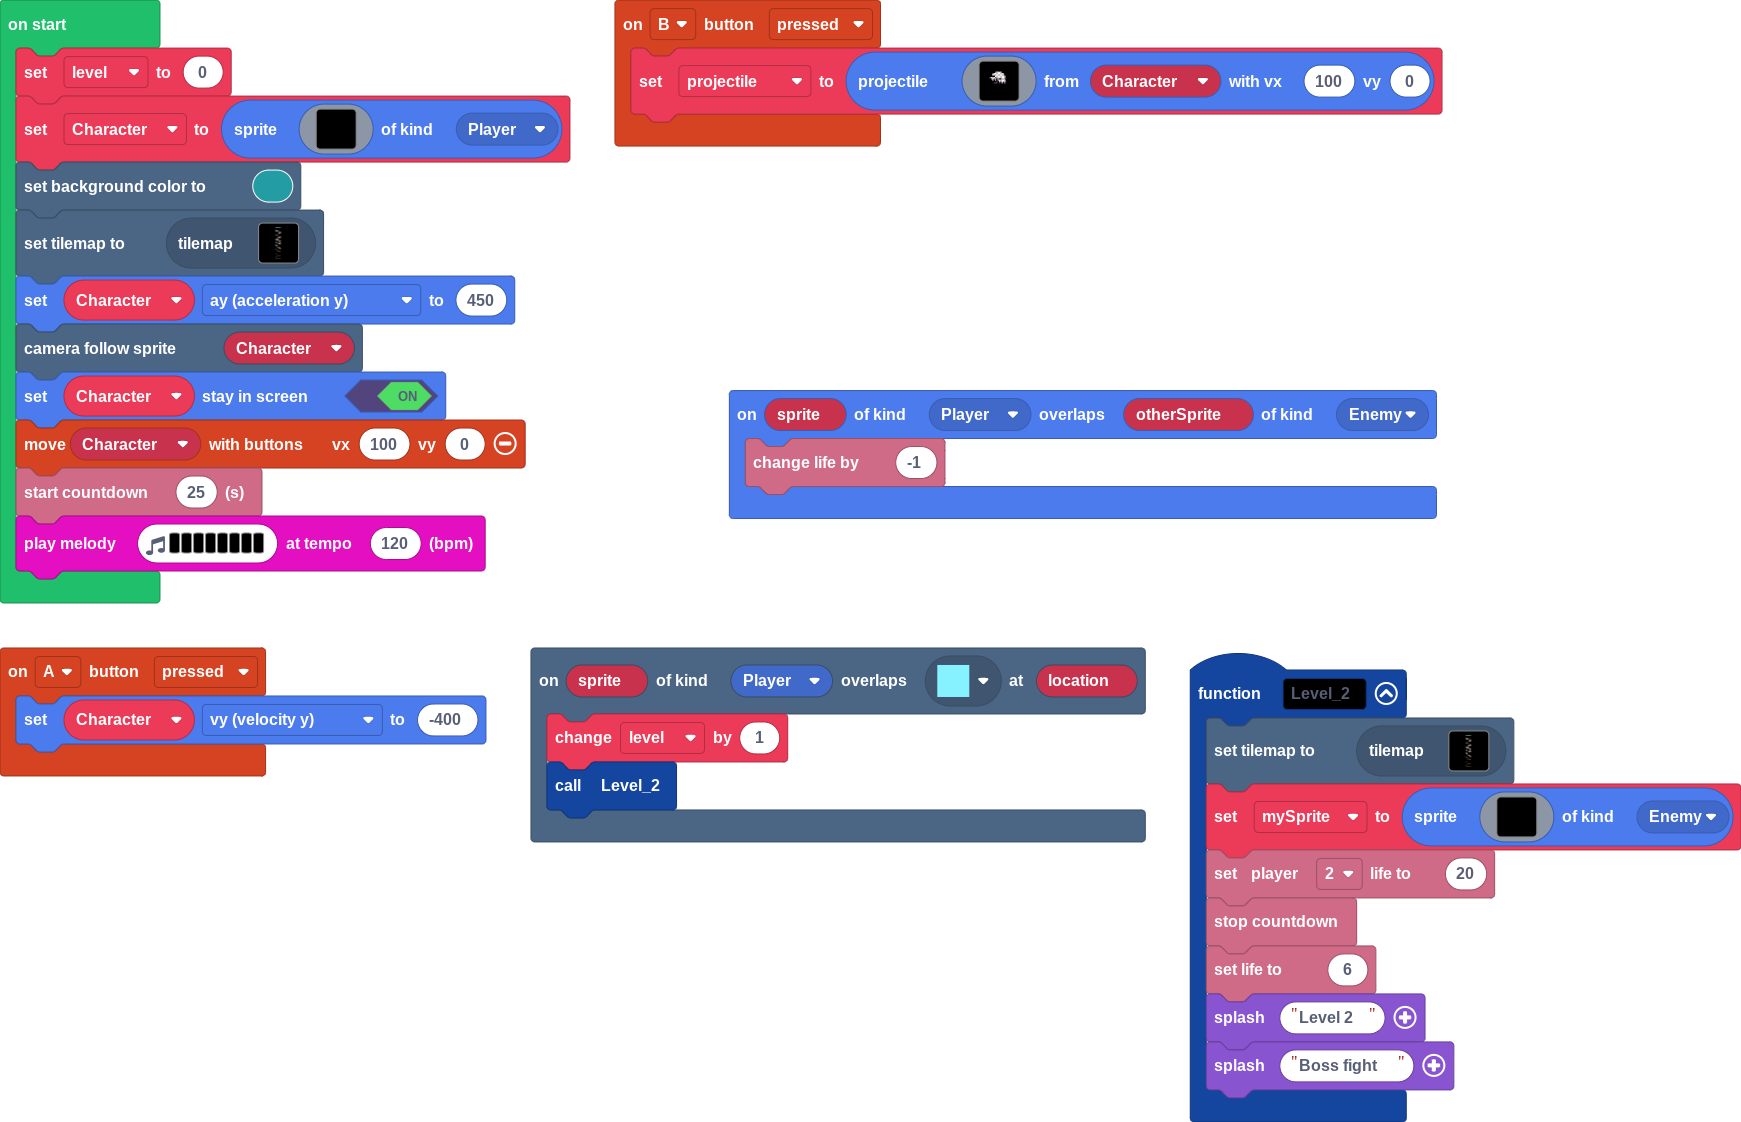 on start
set level to 0
set Character to sprite of kind Player
set background color to
set tilemap to tilemap
set Character ay (acceleration y) to 450
camera follow sprite Character
set Character stay in screen ON
move Character with buttons vx 100 vy 0
start countdown 25 (s)
play melody at tempo 120 (bpm)
on B button pressed
set projectile to projectile from Character with vx 100 vy 0
on sprite of kind Player overlaps otherSprite of kind Enemy
change life by -1
on A button pressed
set Character vy (velocity y) to -400
on sprite of kind Player overlaps at location
change level by 1
call Level_2
function Level_2
set tilemap to tilemap
set mySprite to sprite of kind Enemy
set player 2 life to 20
stop countdown
set life to 6
splash "Level 2 "
splash "Boss fight "